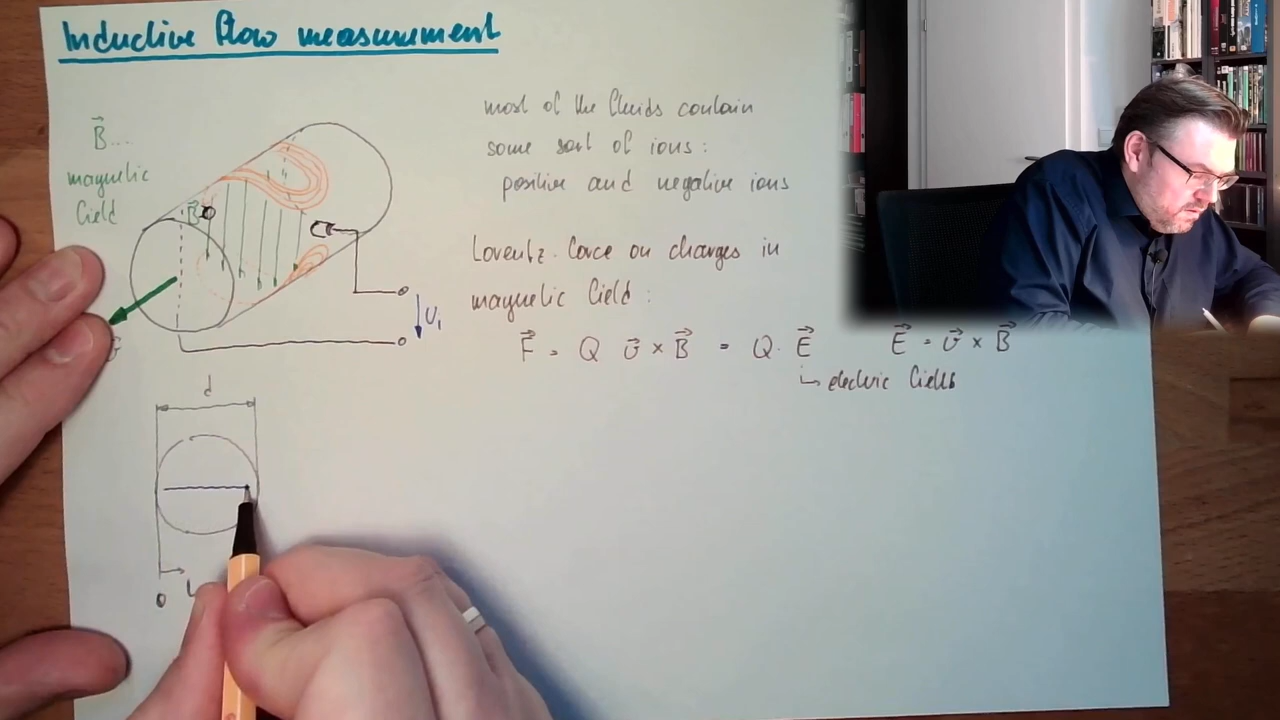 Inductive flow measurement
B⃗...
magnetic
field
B⃗
U₁
most of the fluids contain
some sort of ions:
positive and negative ions
Lorentz-force on charges in
magnetic field:
F⃗ = Q v⃗ × B⃗ = Q · E⃗
E⃗ = v⃗ × B⃗
↳ electric field
d
0